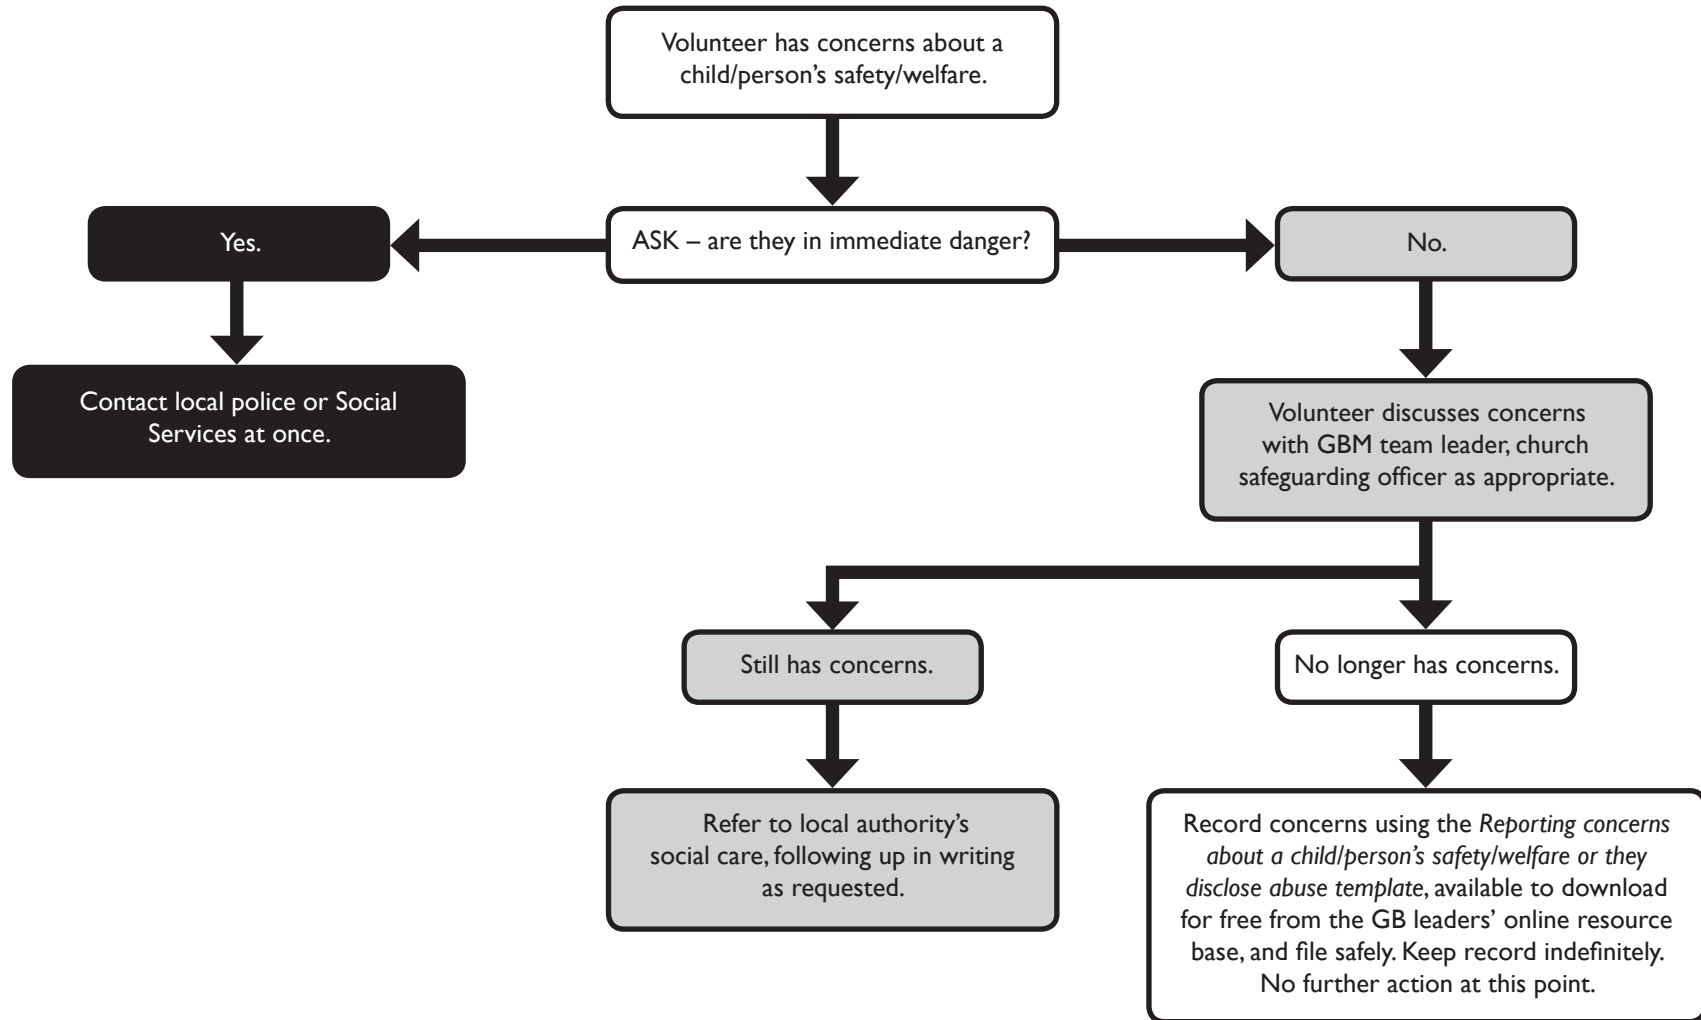 Volunteer has concerns about a
child/person’s safety/welfare.
Yes.
ASK – are they in immediate danger?
No.
Contact local police or Social
Services at once.
Volunteer discusses concerns
with GBM team leader, church
safeguarding officer as appropriate.
Still has concerns.
No longer has concerns.
Refer to local authority’s
social care, following up in writing
as requested.
Record concerns using the Reporting concerns
about a child/person’s safety/welfare or they
disclose abuse template, available to download
for free from the GB leaders’ online resource
base, and file safely. Keep record indefinitely.
No further action at this point.